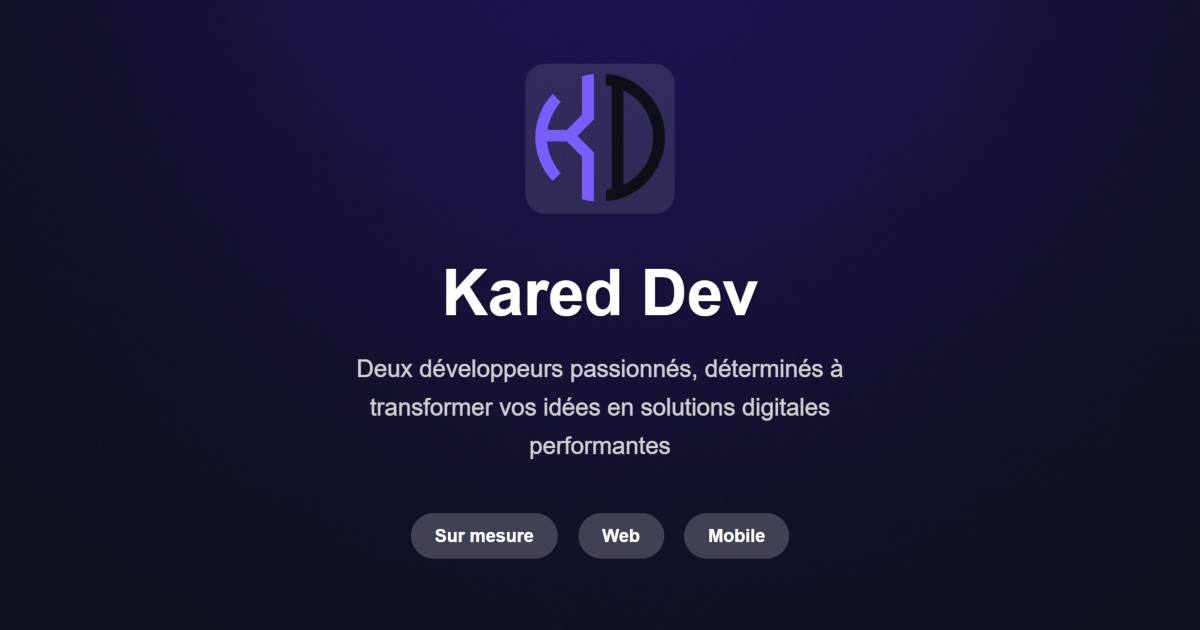 KD
Kared Dev
Deux développeurs passionnés, déterminés à
transformer vos idées en solutions digitales
performantes
Sur mesure
Web
Mobile